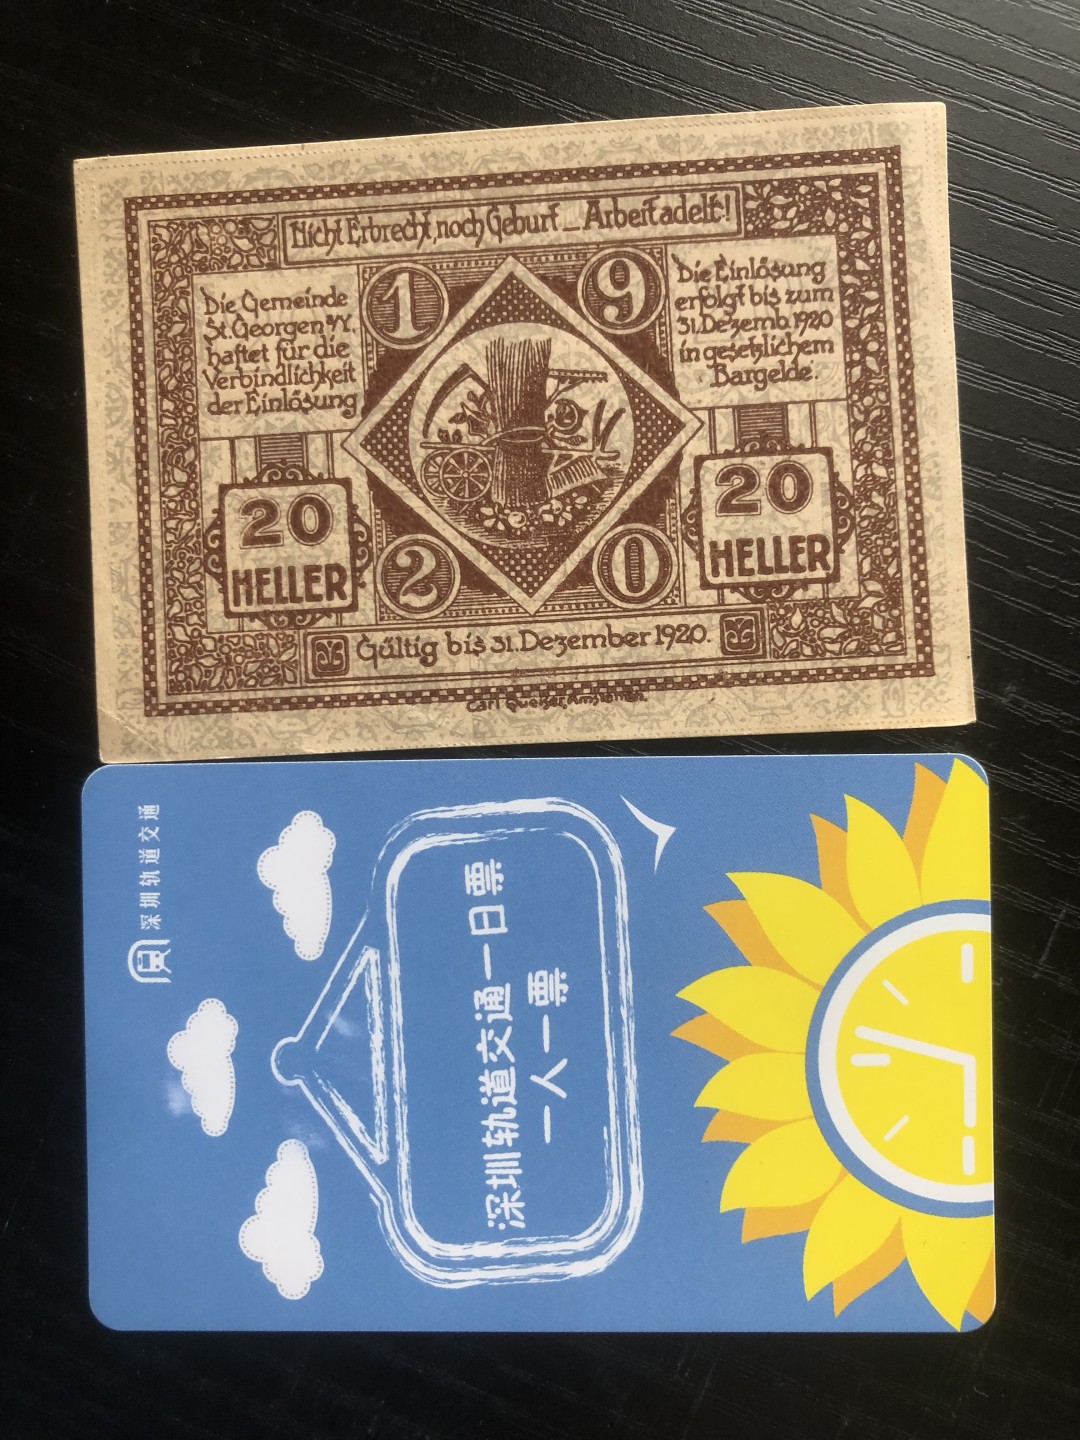 Nicht Erbrecht, noch Geburt _ Arbeit adelt!
Die Gemeinde
St. Georgen a/Y.
haftet für die
Verbindlichkeit
der Einlösung
1 9
Die Einlösung
erfolgt bis zum
31. Dezemb. 1920
in gesetzlichem
Bargelde.
20
HELLER
20
HELLER
2 0
Gültig bis 31. Dezember 1920.
Carl Queiser, Amstetten.
深圳轨道交通
深圳轨道交通一日票
一人一票